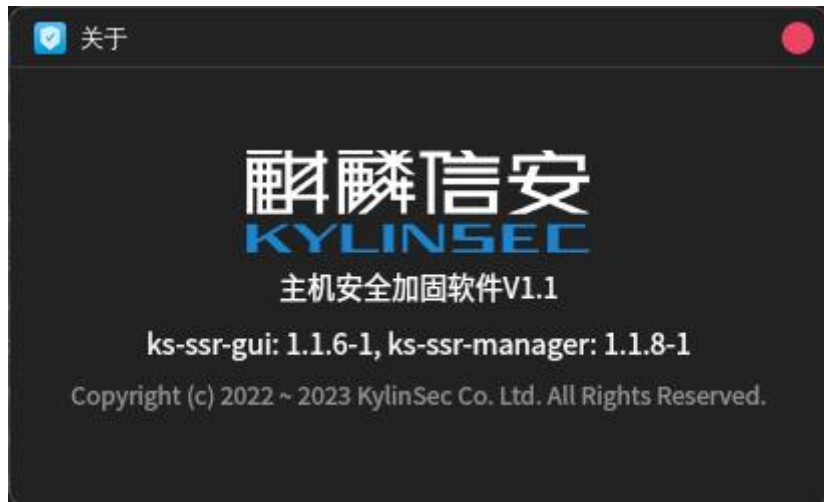 关于
麒麟信安
KYLINSEC
主机安全加固软件V1.1
ks-ssr-gui: 1.1.6-1, ks-ssr-manager: 1.1.8-1
Copyright (c) 2022 ~ 2023 KylinSec Co. Ltd. All Rights Reserved.